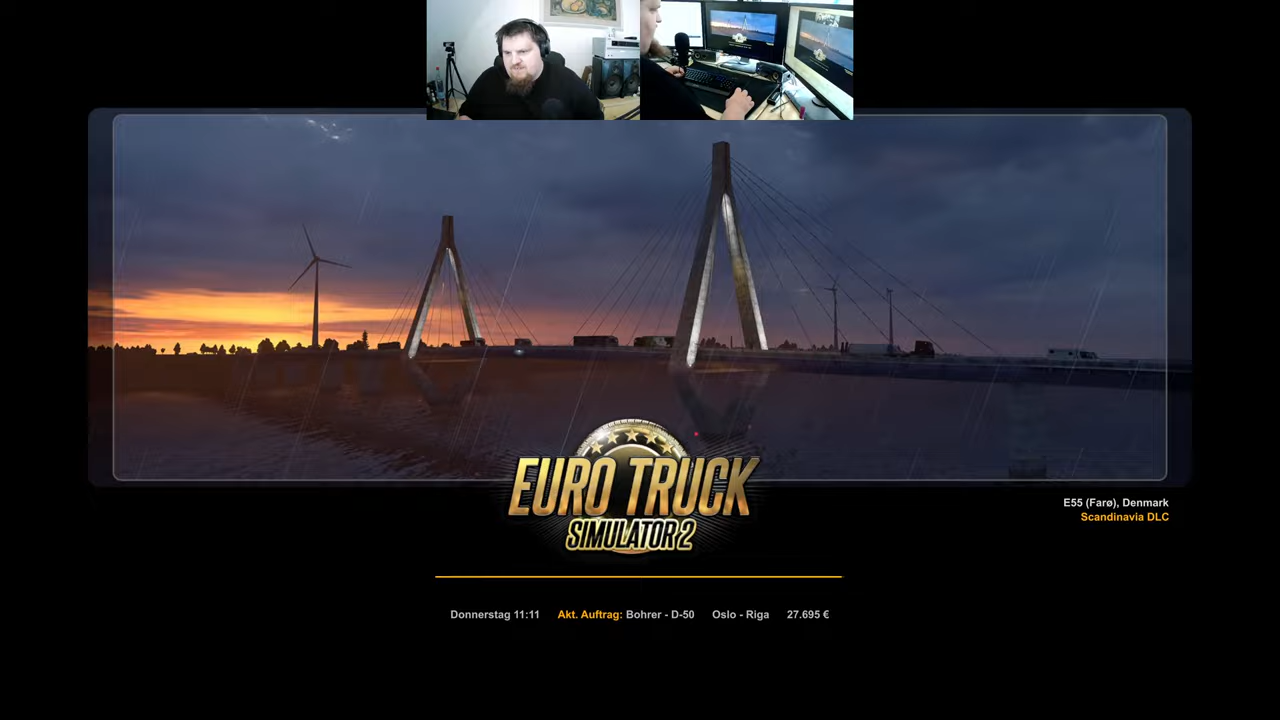 EURO TRUCK
SIMULATOR 2
E55 (Farø), Denmark
Scandinavia DLC
Donnerstag 11:11 Akt. Auftrag: Bohrer - D-50 Oslo - Riga 27.695 €